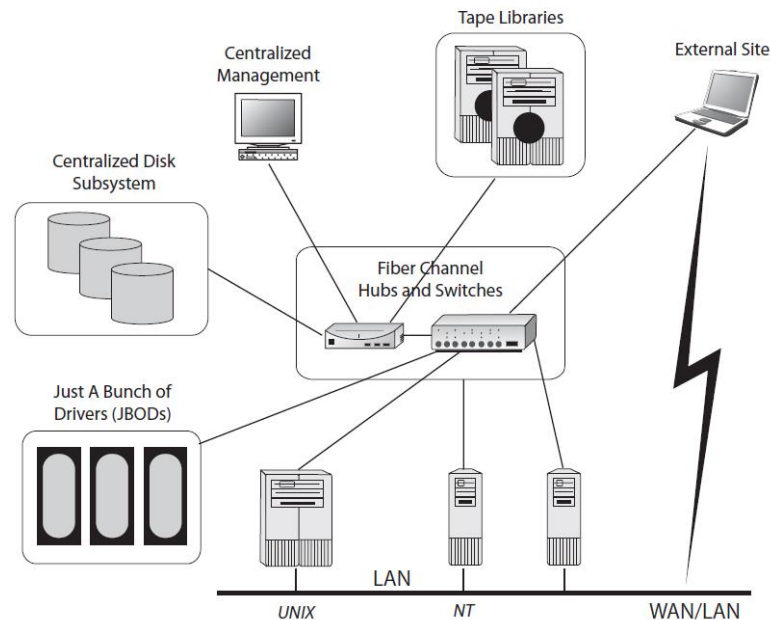 Tape Libraries
Centralized
Management
External Site
Centralized Disk
Subsystem
Fiber Channel
Hubs and Switches
Just A Bunch of
Drivers (JBODs)
LAN
UNIX
NT
WAN/LAN